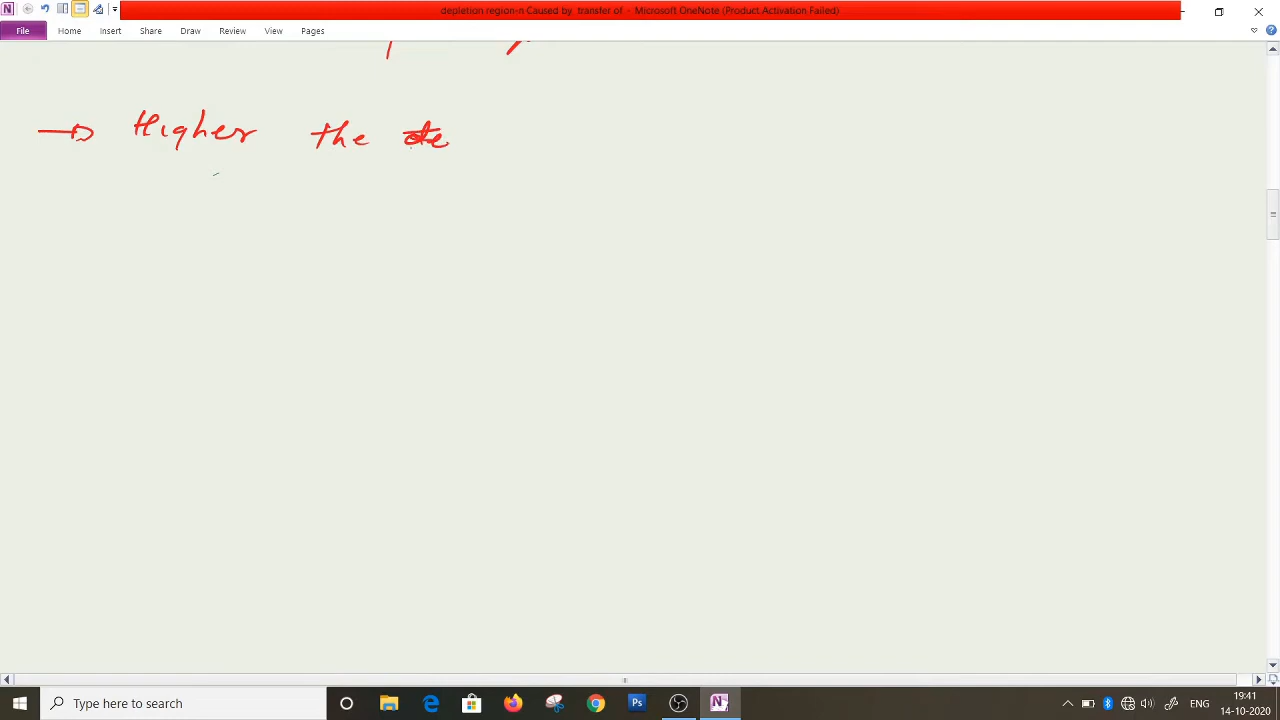 depletion region-n Caused by transfer of - Microsoft OneNote (Product Activation Failed)
File Home Insert Share Draw Review View Pages
Higher the
Type here to search
Ps
ENG
19:41
14-10-2020